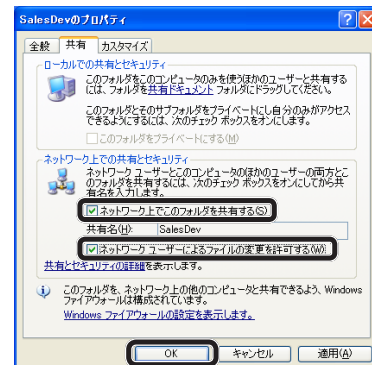 SalesDevのプロパティ
全般 共有 カスタマイズ
ローカルでの共有とセキュリティ
このフォルダをこのコンピュータのみを使うほかのユーザーと共有する
には、フォルダを共有ドキュメント フォルダにドラッグしてください。
このフォルダとそのサブフォルダをプライベートにし自分のみがアクセス
できるようにするには、次のチェック ボックスをオンにします。
このフォルダをプライベートにする(M)
ネットワーク上での共有とセキュリティ
ネットワーク ユーザーとこのコンピュータのほかのユーザーの両方とこ
のフォルダを共有するには、次のチェック ボックスをオンにしてから共
有名を入力します。
ネットワーク上でこのフォルダを共有する(S)
共有名(H): SalesDev
ネットワーク ユーザーによるファイルの変更を許可する(W)
共有とセキュリティの詳細を表示します。
このフォルダを、ネットワーク上の他のコンピュータと共有できるよう、Windows
ファイアウォールは構成されています。
Windows ファイアウォールの設定を表示します。
OK キャンセル 適用(A)